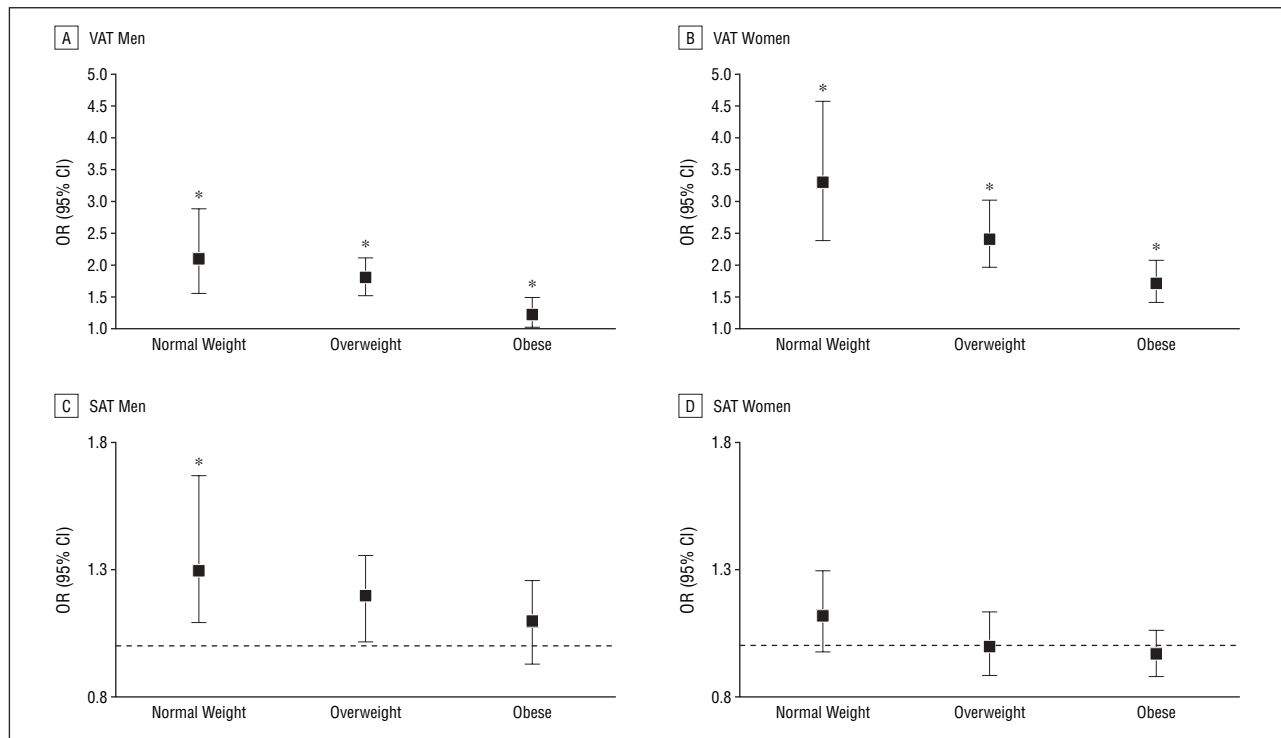 A VAT Men
5.0
4.5
4.0
3.5
3.0
2.5
2.0
1.5
1.0
OR (95% CI)
*
*
*
Normal Weight Overweight Obese
B VAT Women
5.0
4.5
4.0
3.5
3.0
2.5
2.0
1.5
1.0
OR (95% CI)
*
*
*
Normal Weight Overweight Obese
C SAT Men
1.8
1.3
0.8
OR (95% CI)
*
Normal Weight Overweight Obese
D SAT Women
1.8
1.3
0.8
OR (95% CI)
Normal Weight Overweight Obese